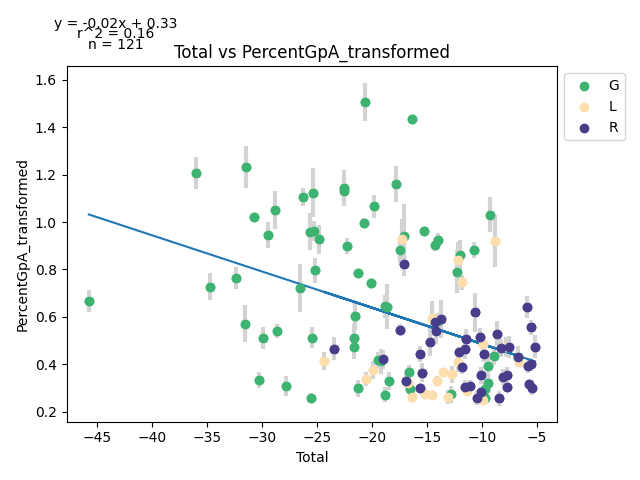 y = -0.02x + 0.33
r^2 = 0.16
n = 121
Total vs PercentGpA_transformed
G
L
R
PercentGpA_transformed
1.6
1.4
1.2
1.0
0.8
0.6
0.4
0.2
−45 −40 −35 −30 −25 −20 −15 −10 −5
Total